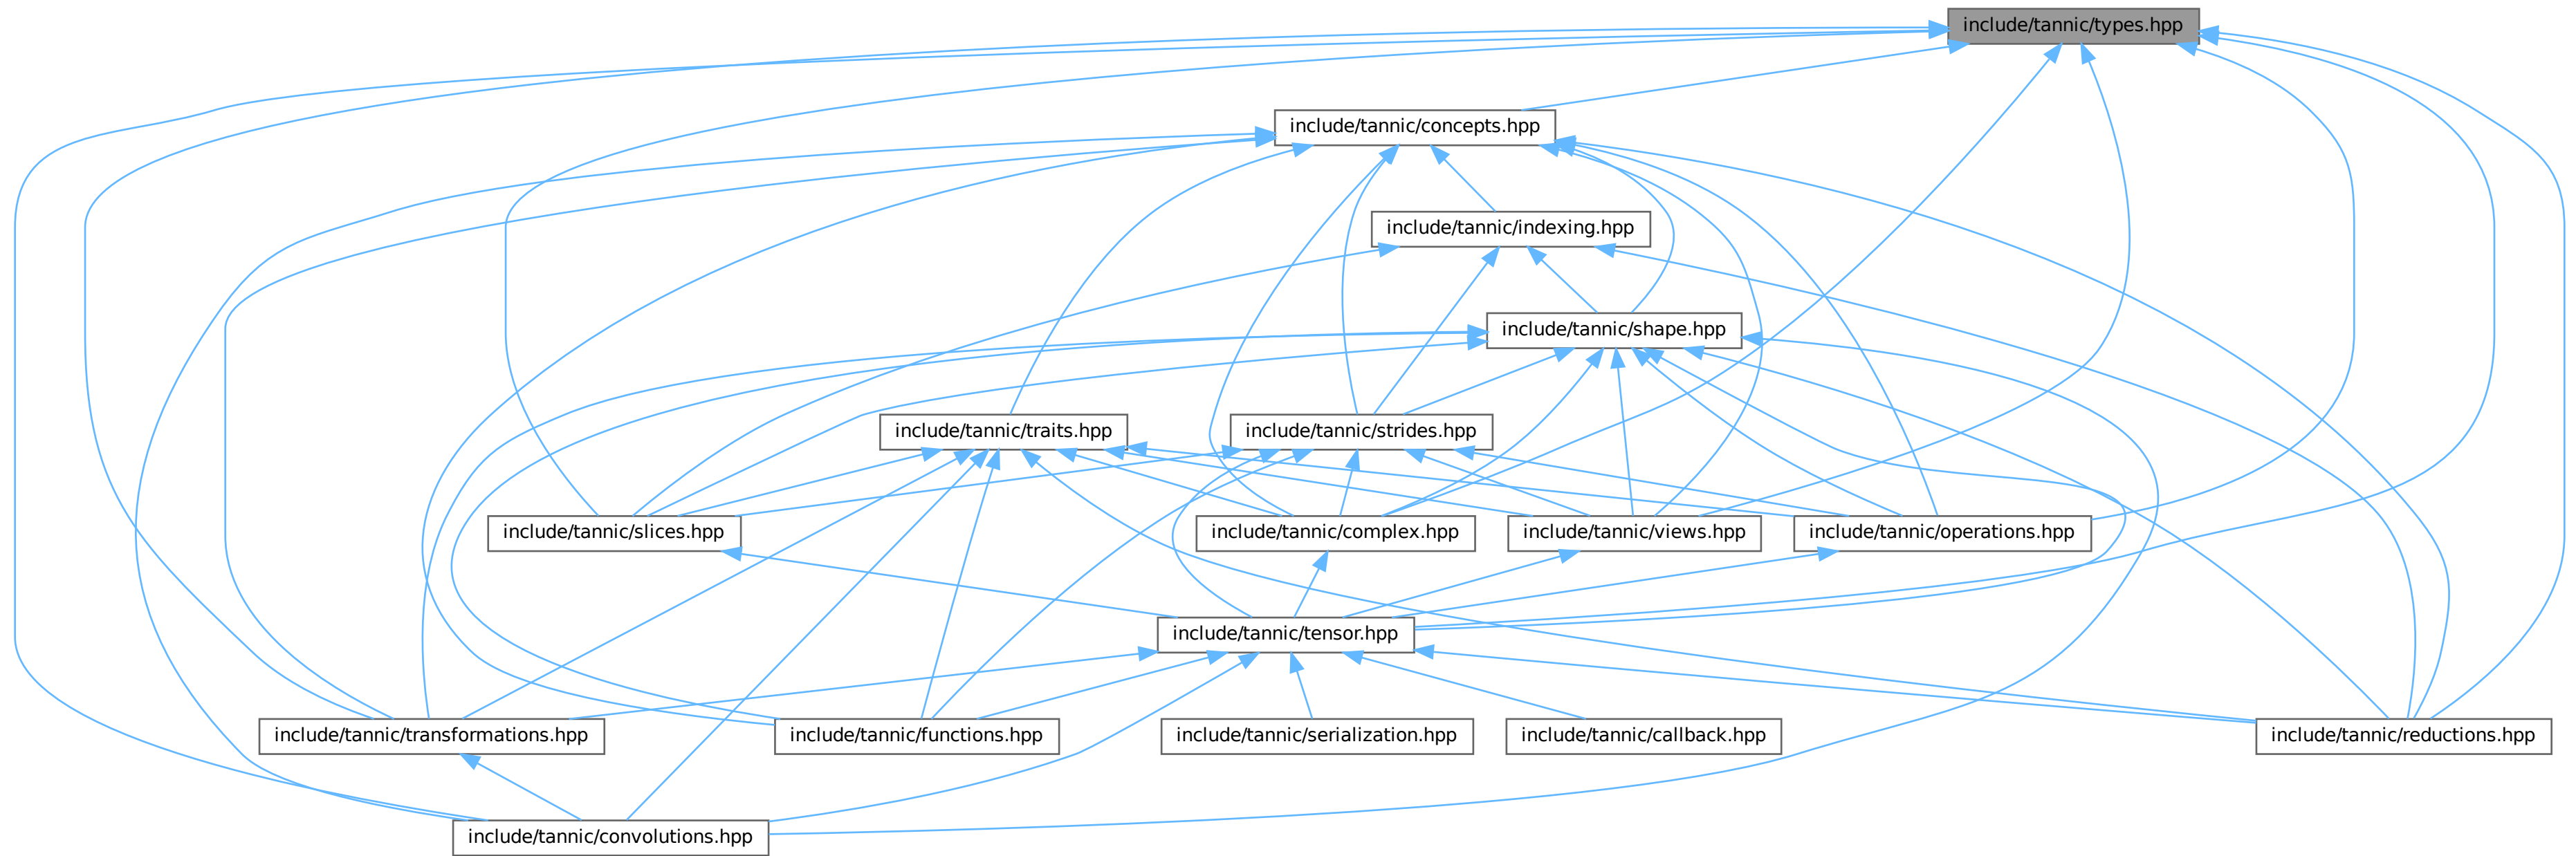 include/tannic/types.hpp
include/tannic/concepts.hpp
include/tannic/indexing.hpp
include/tannic/shape.hpp
include/tannic/traits.hpp
include/tannic/strides.hpp
include/tannic/slices.hpp
include/tannic/complex.hpp
include/tannic/views.hpp
include/tannic/operations.hpp
include/tannic/tensor.hpp
include/tannic/transformations.hpp
include/tannic/functions.hpp
include/tannic/serialization.hpp
include/tannic/callback.hpp
include/tannic/reductions.hpp
include/tannic/convolutions.hpp